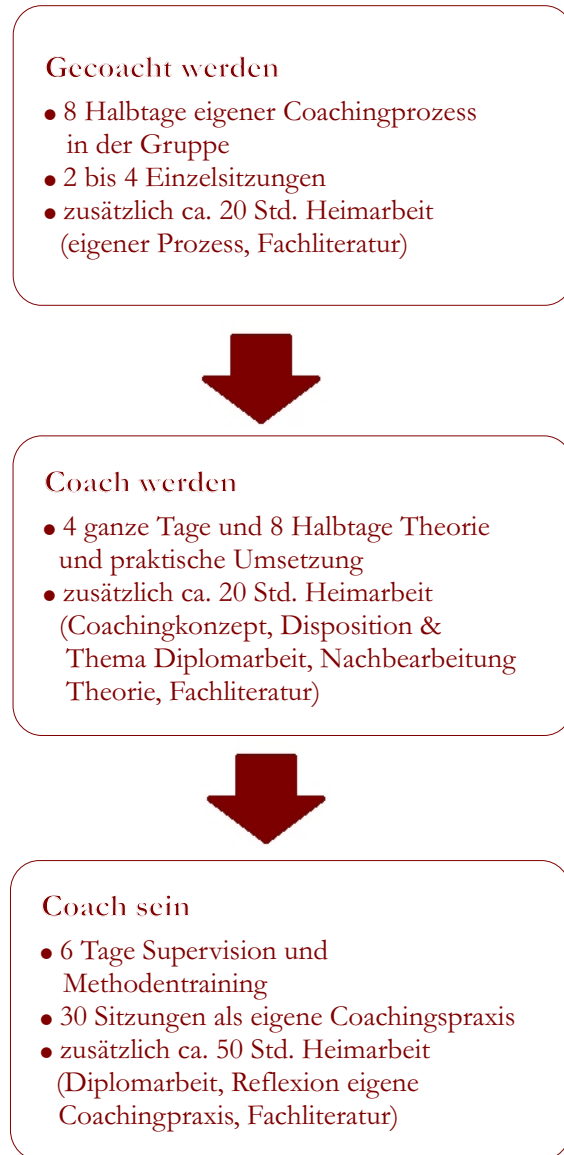 Gecoacht werden
• 8 Halbtage eigener Coachingprozess
in der Gruppe
• 2 bis 4 Einzelsitzungen
• zusätzlich ca. 20 Std. Heimarbeit
(eigener Prozess, Fachliteratur)
Coach werden
• 4 ganze Tage und 8 Halbtage Theorie
und praktische Umsetzung
• zusätzlich ca. 20 Std. Heimarbeit
(Coachingkonzept, Disposition &
Thema Diplomarbeit, Nachbearbeitung
Theorie, Fachliteratur)
Coach sein
• 6 Tage Supervision und
Methodentraining
• 30 Sitzungen als eigene Coachingspraxis
• zusätzlich ca. 50 Std. Heimarbeit
(Diplomarbeit, Reflexion eigene
Coachingpraxis, Fachliteratur)